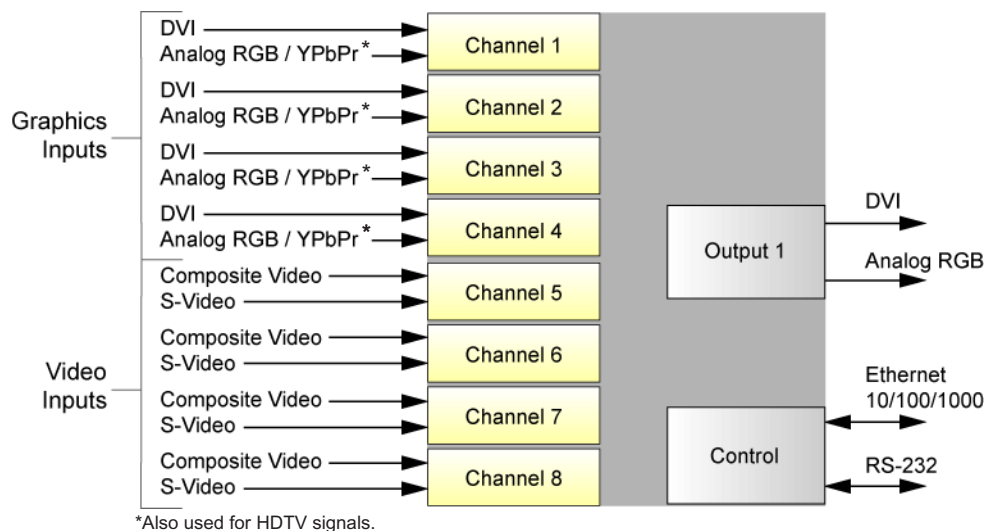 Graphics
Inputs
DVI
Analog RGB / YPbPr*
Channel 1
DVI
Analog RGB / YPbPr*
Channel 2
DVI
Analog RGB / YPbPr*
Channel 3
DVI
Analog RGB / YPbPr*
Channel 4
Video
Inputs
Composite Video
S-Video
Channel 5
Composite Video
S-Video
Channel 6
Composite Video
S-Video
Channel 7
Composite Video
S-Video
Channel 8
Output 1
DVI
Analog RGB
Control
Ethernet
10/100/1000
RS-232
*Also used for HDTV signals.